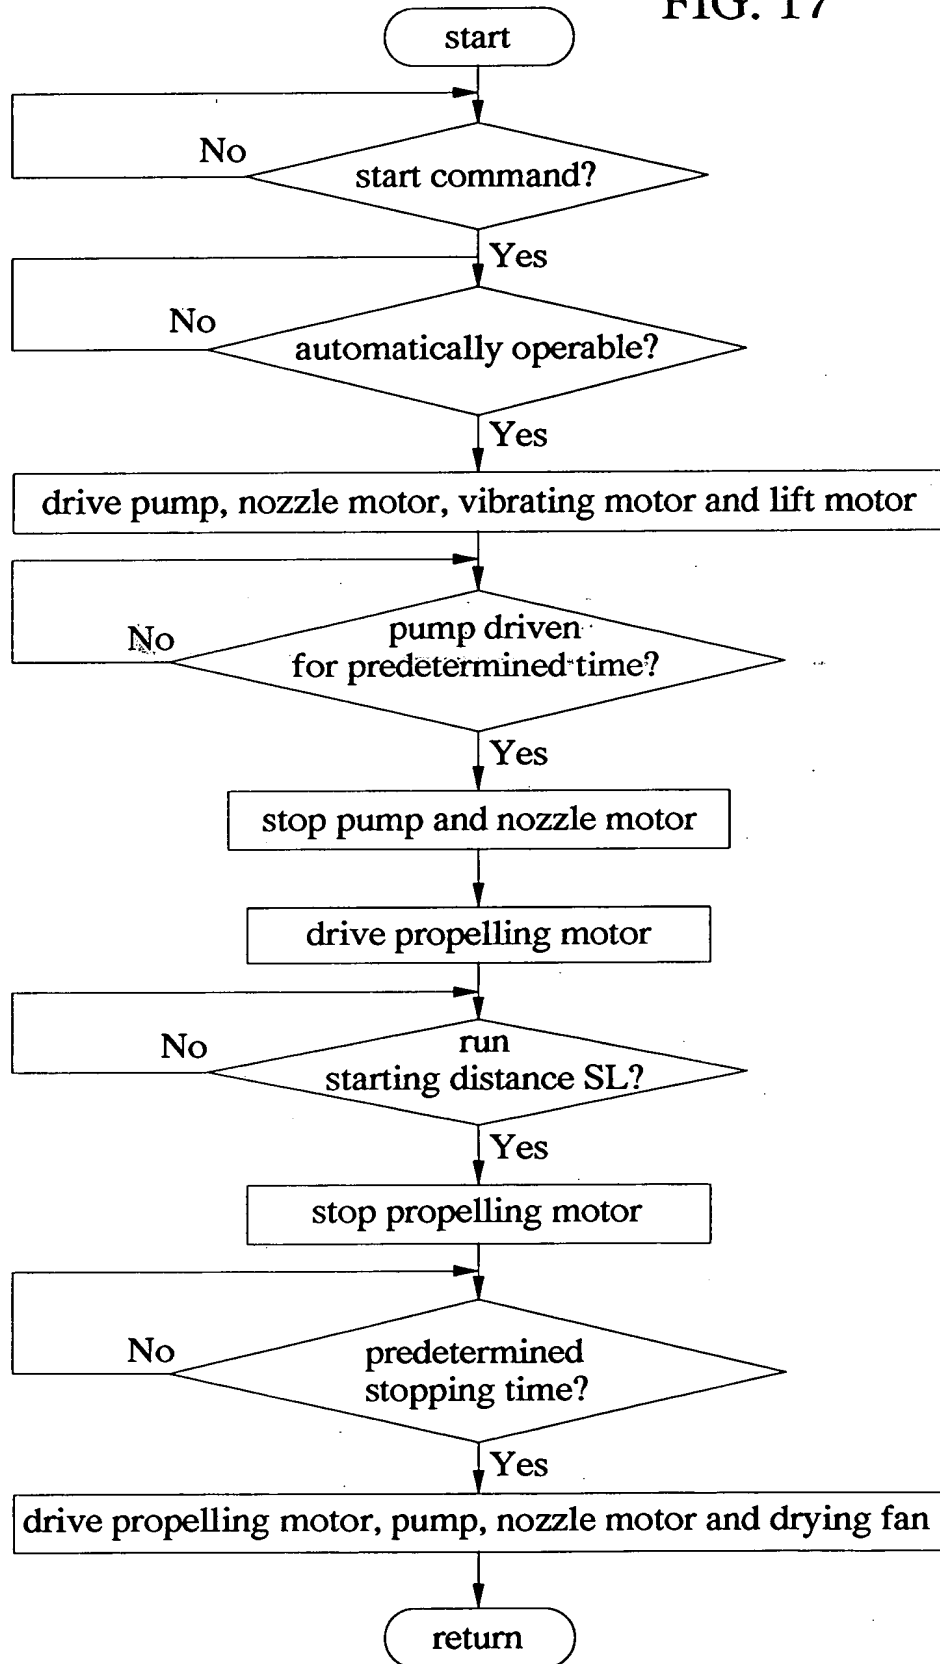 FIG. 17
start
No
start command?
Yes
No
automatically operable?
Yes
drive pump, nozzle motor, vibrating motor and lift motor
No
pump driven
for predetermined time?
Yes
stop pump and nozzle motor
drive propelling motor
No
run
starting distance SL?
Yes
stop propelling motor
No
predetermined
stopping time?
Yes
drive propelling motor, pump, nozzle motor and drying fan
return